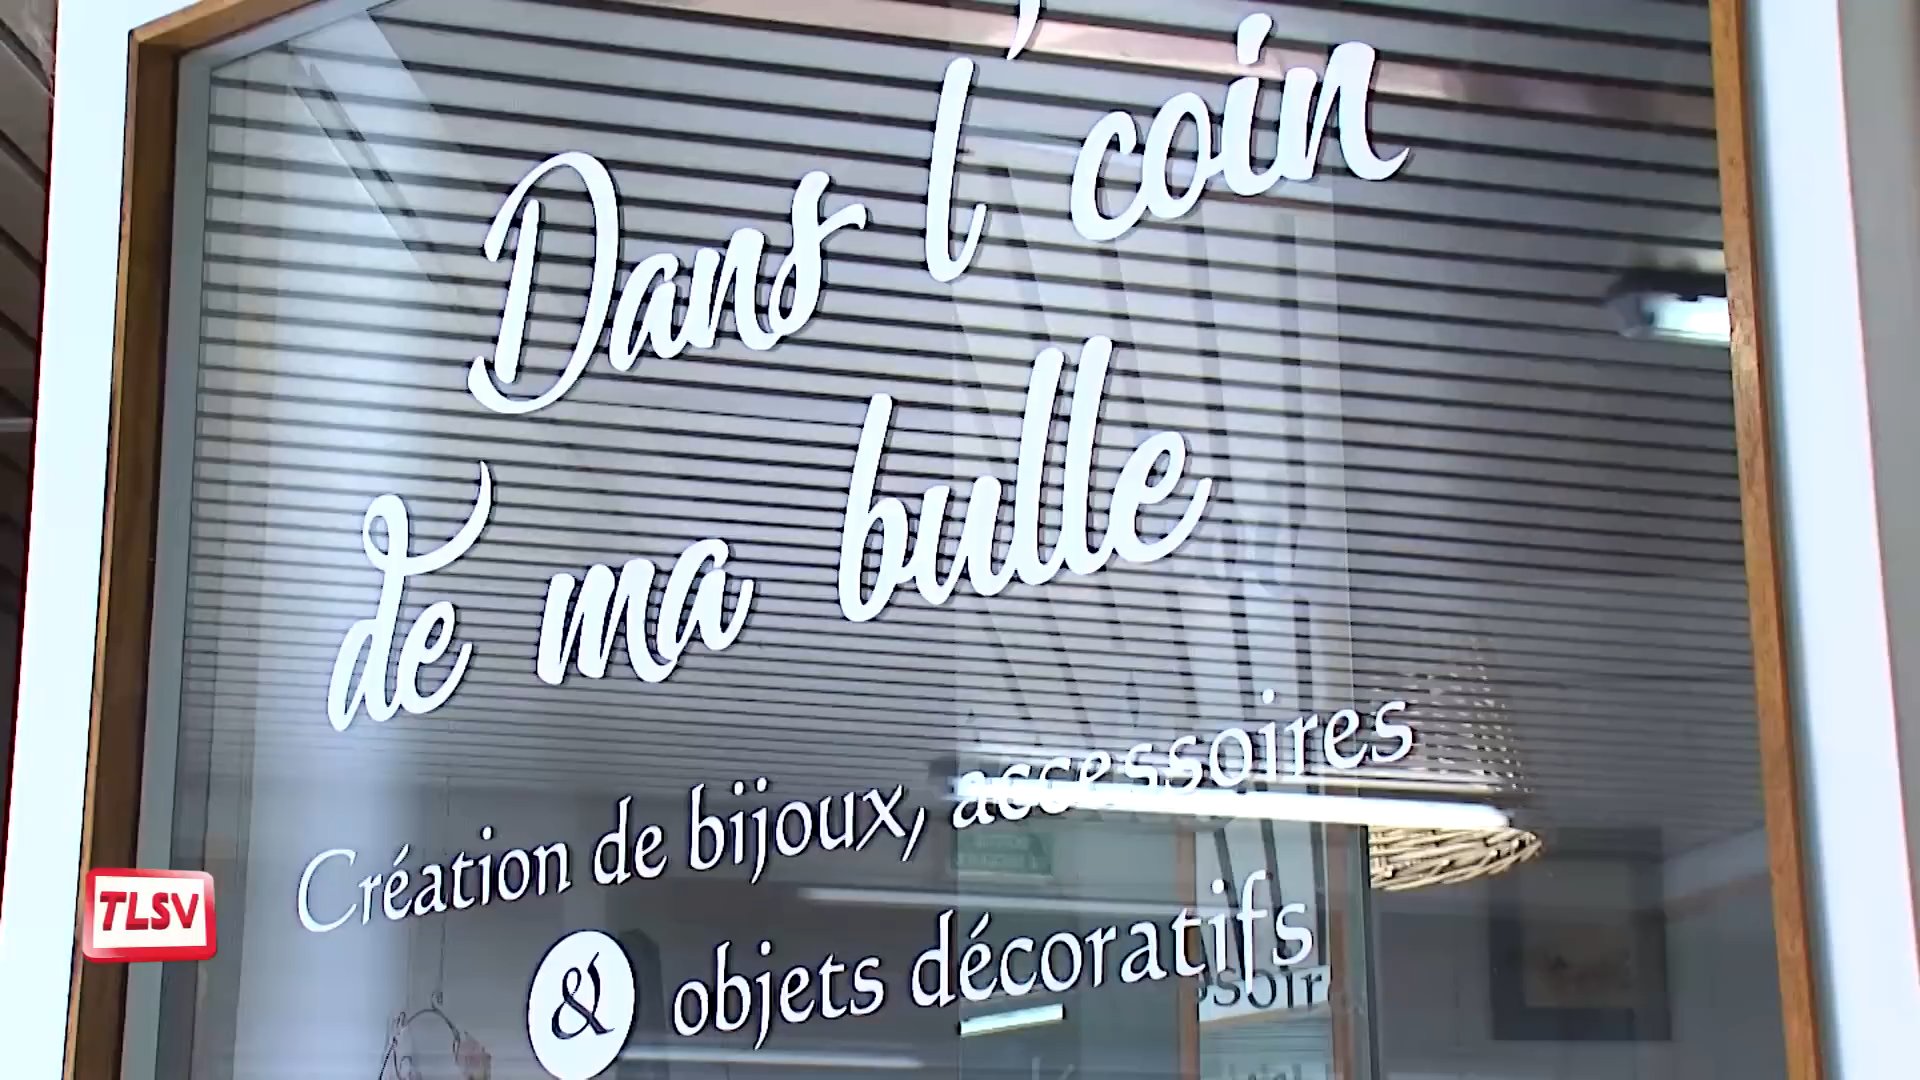 Dans l'coin
de ma bulle
Création de bijoux, accessoires
& objets décoratifs
TLSV